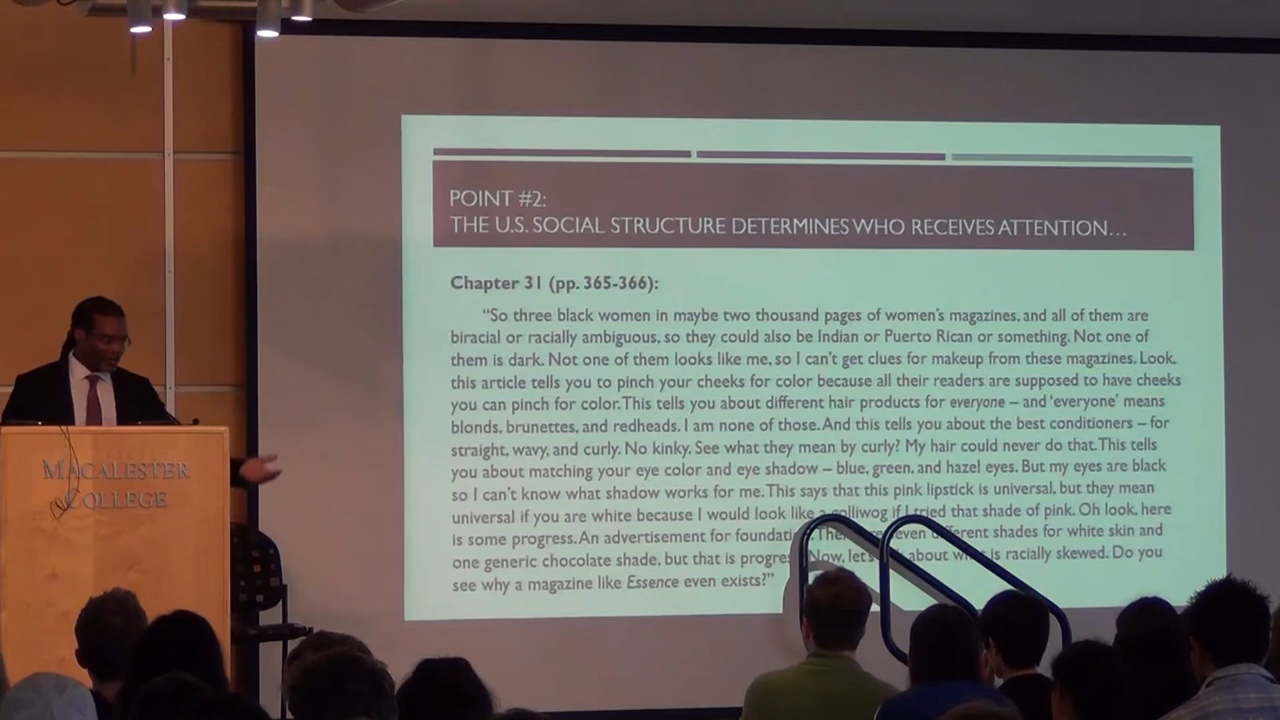 POINT #2:
THE U.S. SOCIAL STRUCTURE DETERMINES WHO RECEIVES ATTENTION…
Chapter 31 (pp. 365-366):
“So three black women in maybe two thousand pages of women’s magazines, and all of them are
biracial or racially ambiguous, so they could also be Indian or Puerto Rican or something. Not one of
them is dark. Not one of them looks like me, so I can’t get clues for makeup from these magazines. Look,
this article tells you to pinch your cheeks for color because all their readers are supposed to have cheeks
you can pinch for color. This tells you about different hair products for everyone – and ‘everyone’ means
blonds, brunettes, and redheads. I am none of those. And this tells you about the best conditioners – for
straight, wavy, and curly. No kinky. See what they mean by curly? My hair could never do that. This tells
you about matching your eye color and eye shadow – blue, green, and hazel eyes. But my eyes are black
so I can’t know what shadow works for me. This says that this pink lipstick is universal, but they mean
universal if you are white because I would look like a golliwog if I tried that shade of pink. Oh look, here
is some progress. An advertisement for foundation. There are seven different shades for white skin and
one generic chocolate shade, but that is progress. Now, let’s talk about what is racially skewed. Do you
see why a magazine like Essence even exists?”
MACALESTER
COLLEGE